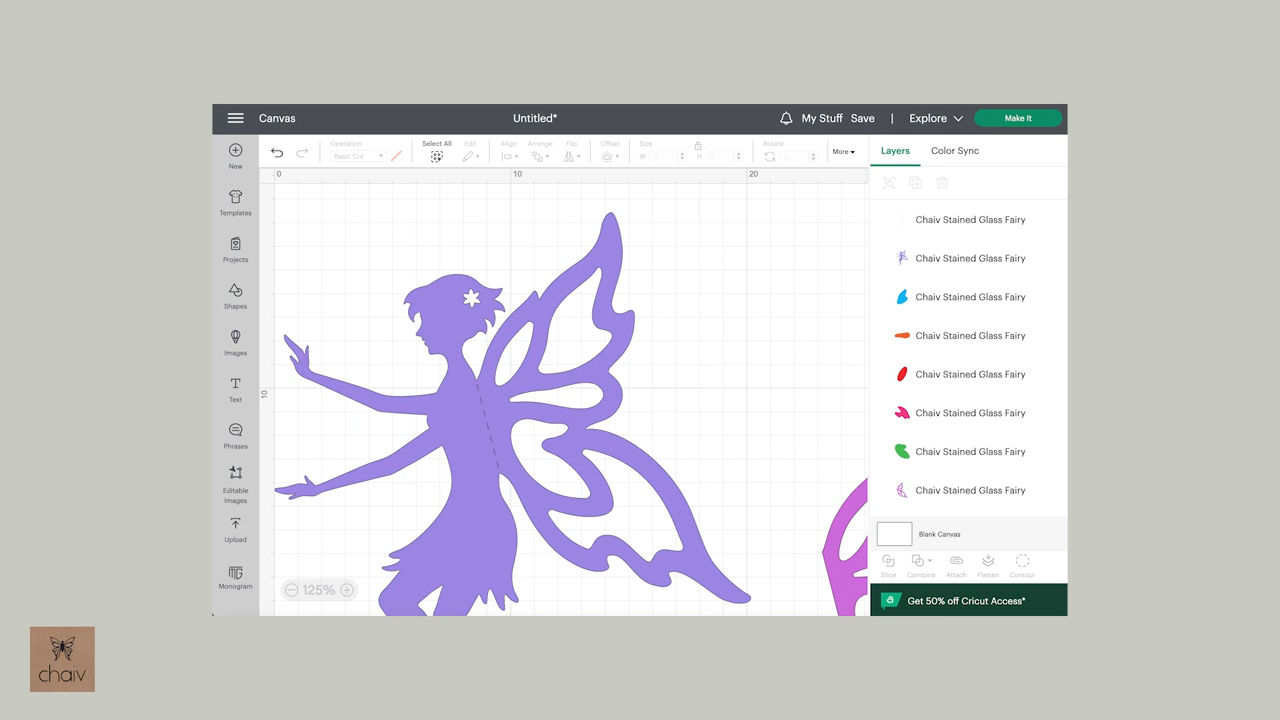 Canvas
Untitled*
My Stuff
Save
|
Explore
Make It
New
Templates
Projects
Shapes
Images
Text
Phrases
Editable
Images
Upload
Monogram
Operation
Basic Cut
Select All
Edit
Align
Arrange
Flip
Offset
Size
W
H
Rotate
More
0
10
20
10
125%
Layers
Color Sync
Chaiv Stained Glass Fairy
Chaiv Stained Glass Fairy
Chaiv Stained Glass Fairy
Chaiv Stained Glass Fairy
Chaiv Stained Glass Fairy
Chaiv Stained Glass Fairy
Chaiv Stained Glass Fairy
Chaiv Stained Glass Fairy
Blank Canvas
Slice
Combine
Attach
Flatten
Contour
Get 50% off Cricut Access*
chaiv